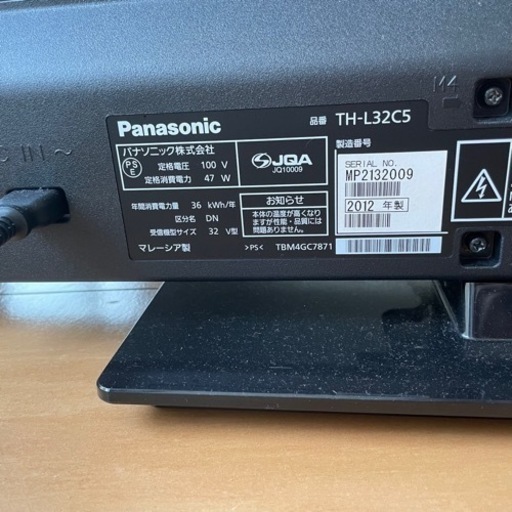 M4
Panasonic 品番 TH-L32C5
パナソニック株式会社
PS E
定格電圧 100 V
定格消費電力 47 W
JQA
JQ10009
製造番号
SERIAL NO.
MP2132009
2012 年製
C IN ~
年間消費電力量 36 kWh/年
区分名 DN
受信機型サイズ 32 V型
お知らせ
本体の温度が高くなり
ますが性能・品質には
問題ありません。
マレーシア製 >PS< TBM4GC7871